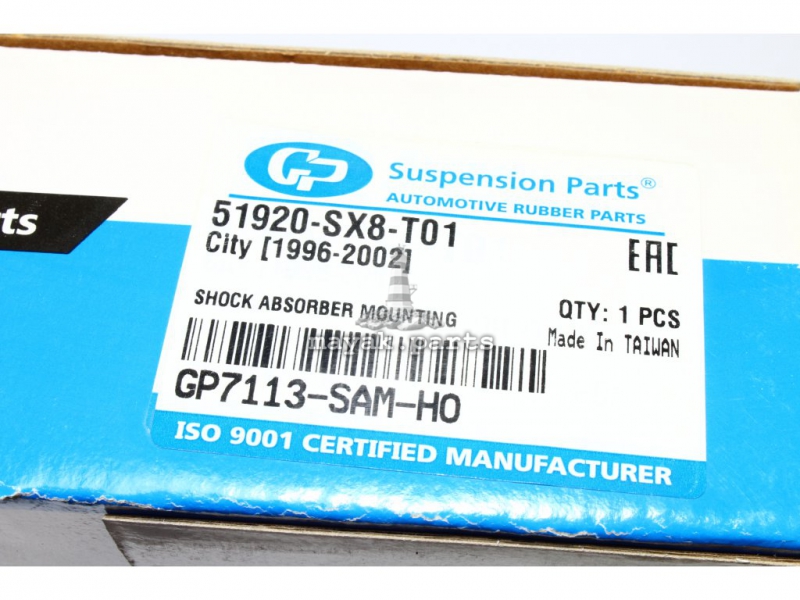 GP
Suspension Parts®
AUTOMOTIVE RUBBER PARTS
51920-SX8-T01
City [1996-2002]
EAC
SHOCK ABSORBER MOUNTING
QTY: 1 PCS
mayak.parts
Made In TAIWAN
GP7113-SAM-HO
ISO 9001 CERTIFIED MANUFACTURER
rts